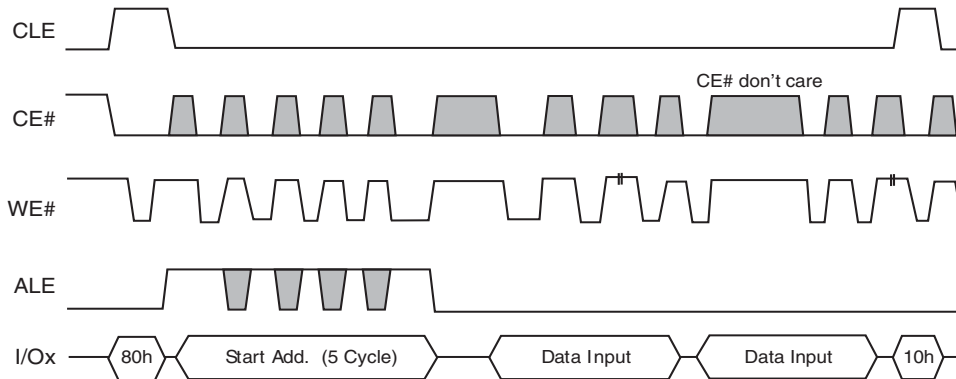 CLE
CE# don't care
CE#
WE#
ALE
I/Ox
80h
Start Add. (5 Cycle)
Data Input
Data Input
10h